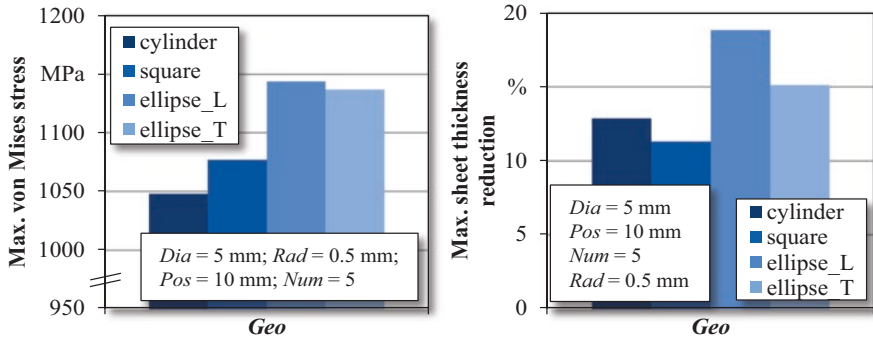 Max. von Mises stress
1200
MPa
1100
1050
1000
950
cylinder
square
ellipse_L
ellipse_T
Dia = 5 mm; Rad = 0.5 mm;
Pos = 10 mm; Num = 5
Geo
Max. sheet thickness
reduction
20
%
10
5
0
Dia = 5 mm
Pos = 10 mm
Num = 5
Rad = 0.5 mm
cylinder
square
ellipse_L
ellipse_T
Geo